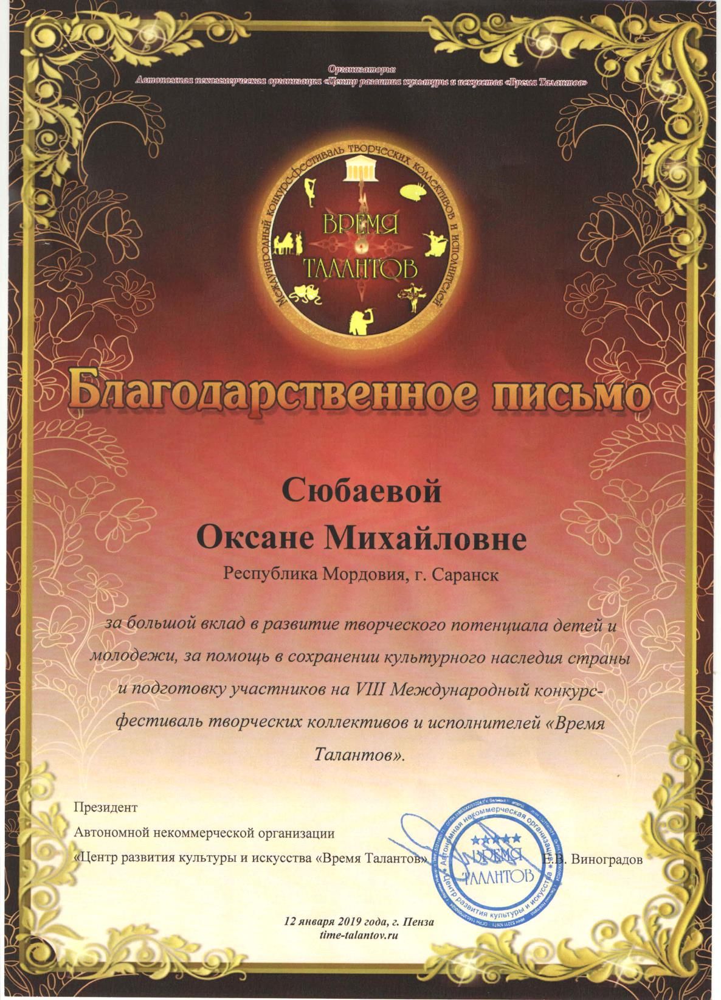 Организаторы:
Автономная некоммерческая организация «Центр развития культуры и искусства «Время Талантов»
Международный конкурс-фестиваль творческих коллективов и исполнителей
ВРЕМЯ
ТАЛАНТОВ
Благодарственное письмо
Сюбаевой
Оксане Михайловне
Республика Мордовия, г. Саранск
за большой вклад в развитие творческого потенциала детей и
молодежи, за помощь в сохранении культурного наследия страны
и подготовку участников на VIII Международный конкурс-
фестиваль творческих коллективов и исполнителей «Время
Талантов».
Президент
Автономной некоммерческой организации
«Центр развития культуры и искусства «Время Талантов»
Е.В. Виноградов
Автономная некоммерческая организация
ВРЕМЯ
ТАЛАНТОВ
Центр развития культуры и искусства
12 января 2019 года, г. Пенза
time-talantov.ru